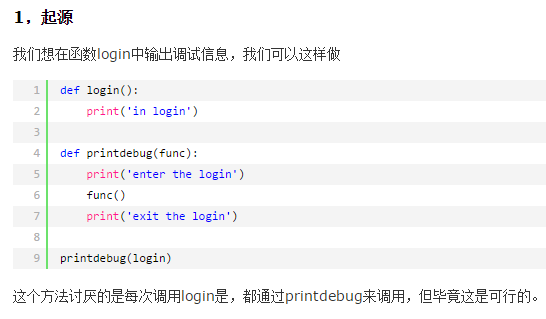 1，起源
我们想在函数login中输出调试信息，我们可以这样做
1 def login():
2     print('in login')
3
4 def printdebug(func):
5     print('enter the login')
6     func()
7     print('exit the login')
8
9 printdebug(login)
这个方法讨厌的是每次调用login是，都通过printdebug来调用，但毕竟这是可行的。